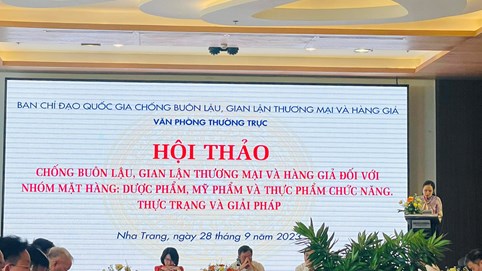 BAN CHỈ ĐẠO QUỐC GIA CHỐNG BUÔN LẬU, GIAN LẬN THƯƠNG MẠI VÀ HÀNG GIẢ
VĂN PHÒNG THƯỜNG TRỰC
HỘI THẢO
CHỐNG BUÔN LẬU, GIAN LẬN THƯƠNG MẠI VÀ HÀNG GIẢ ĐỐI VỚI
NHÓM MẶT HÀNG: DƯỢC PHẨM, MỸ PHẨM VÀ THỰC PHẨM CHỨC NĂNG.
THỰC TRẠNG VÀ GIẢI PHÁP
Nha Trang, ngày 28 tháng 9 năm 2023